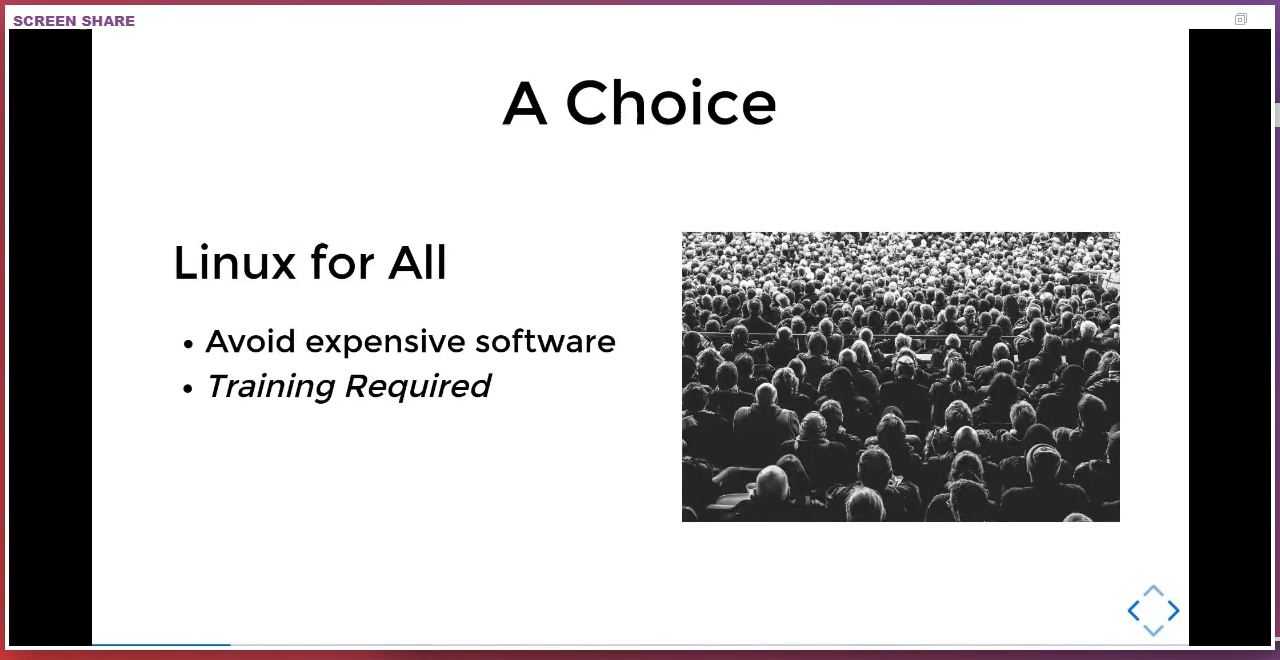 SCREEN SHARE
A Choice
Linux for All
• Avoid expensive software
• Training Required